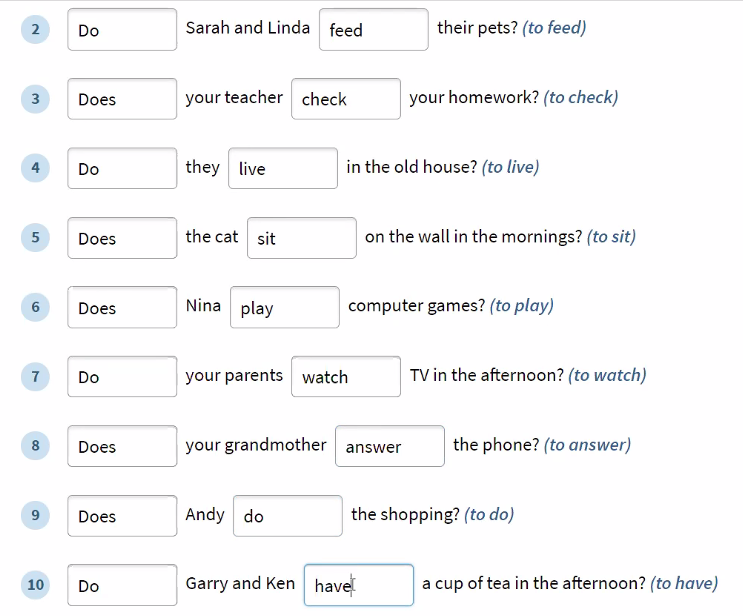 2 Do Sarah and Linda feed their pets? (to feed)
3 Does your teacher check your homework? (to check)
4 Do they live in the old house? (to live)
5 Does the cat sit on the wall in the mornings? (to sit)
6 Does Nina play computer games? (to play)
7 Do your parents watch TV in the afternoon? (to watch)
8 Does your grandmother answer the phone? (to answer)
9 Does Andy do the shopping? (to do)
10 Do Garry and Ken have a cup of tea in the afternoon? (to have)